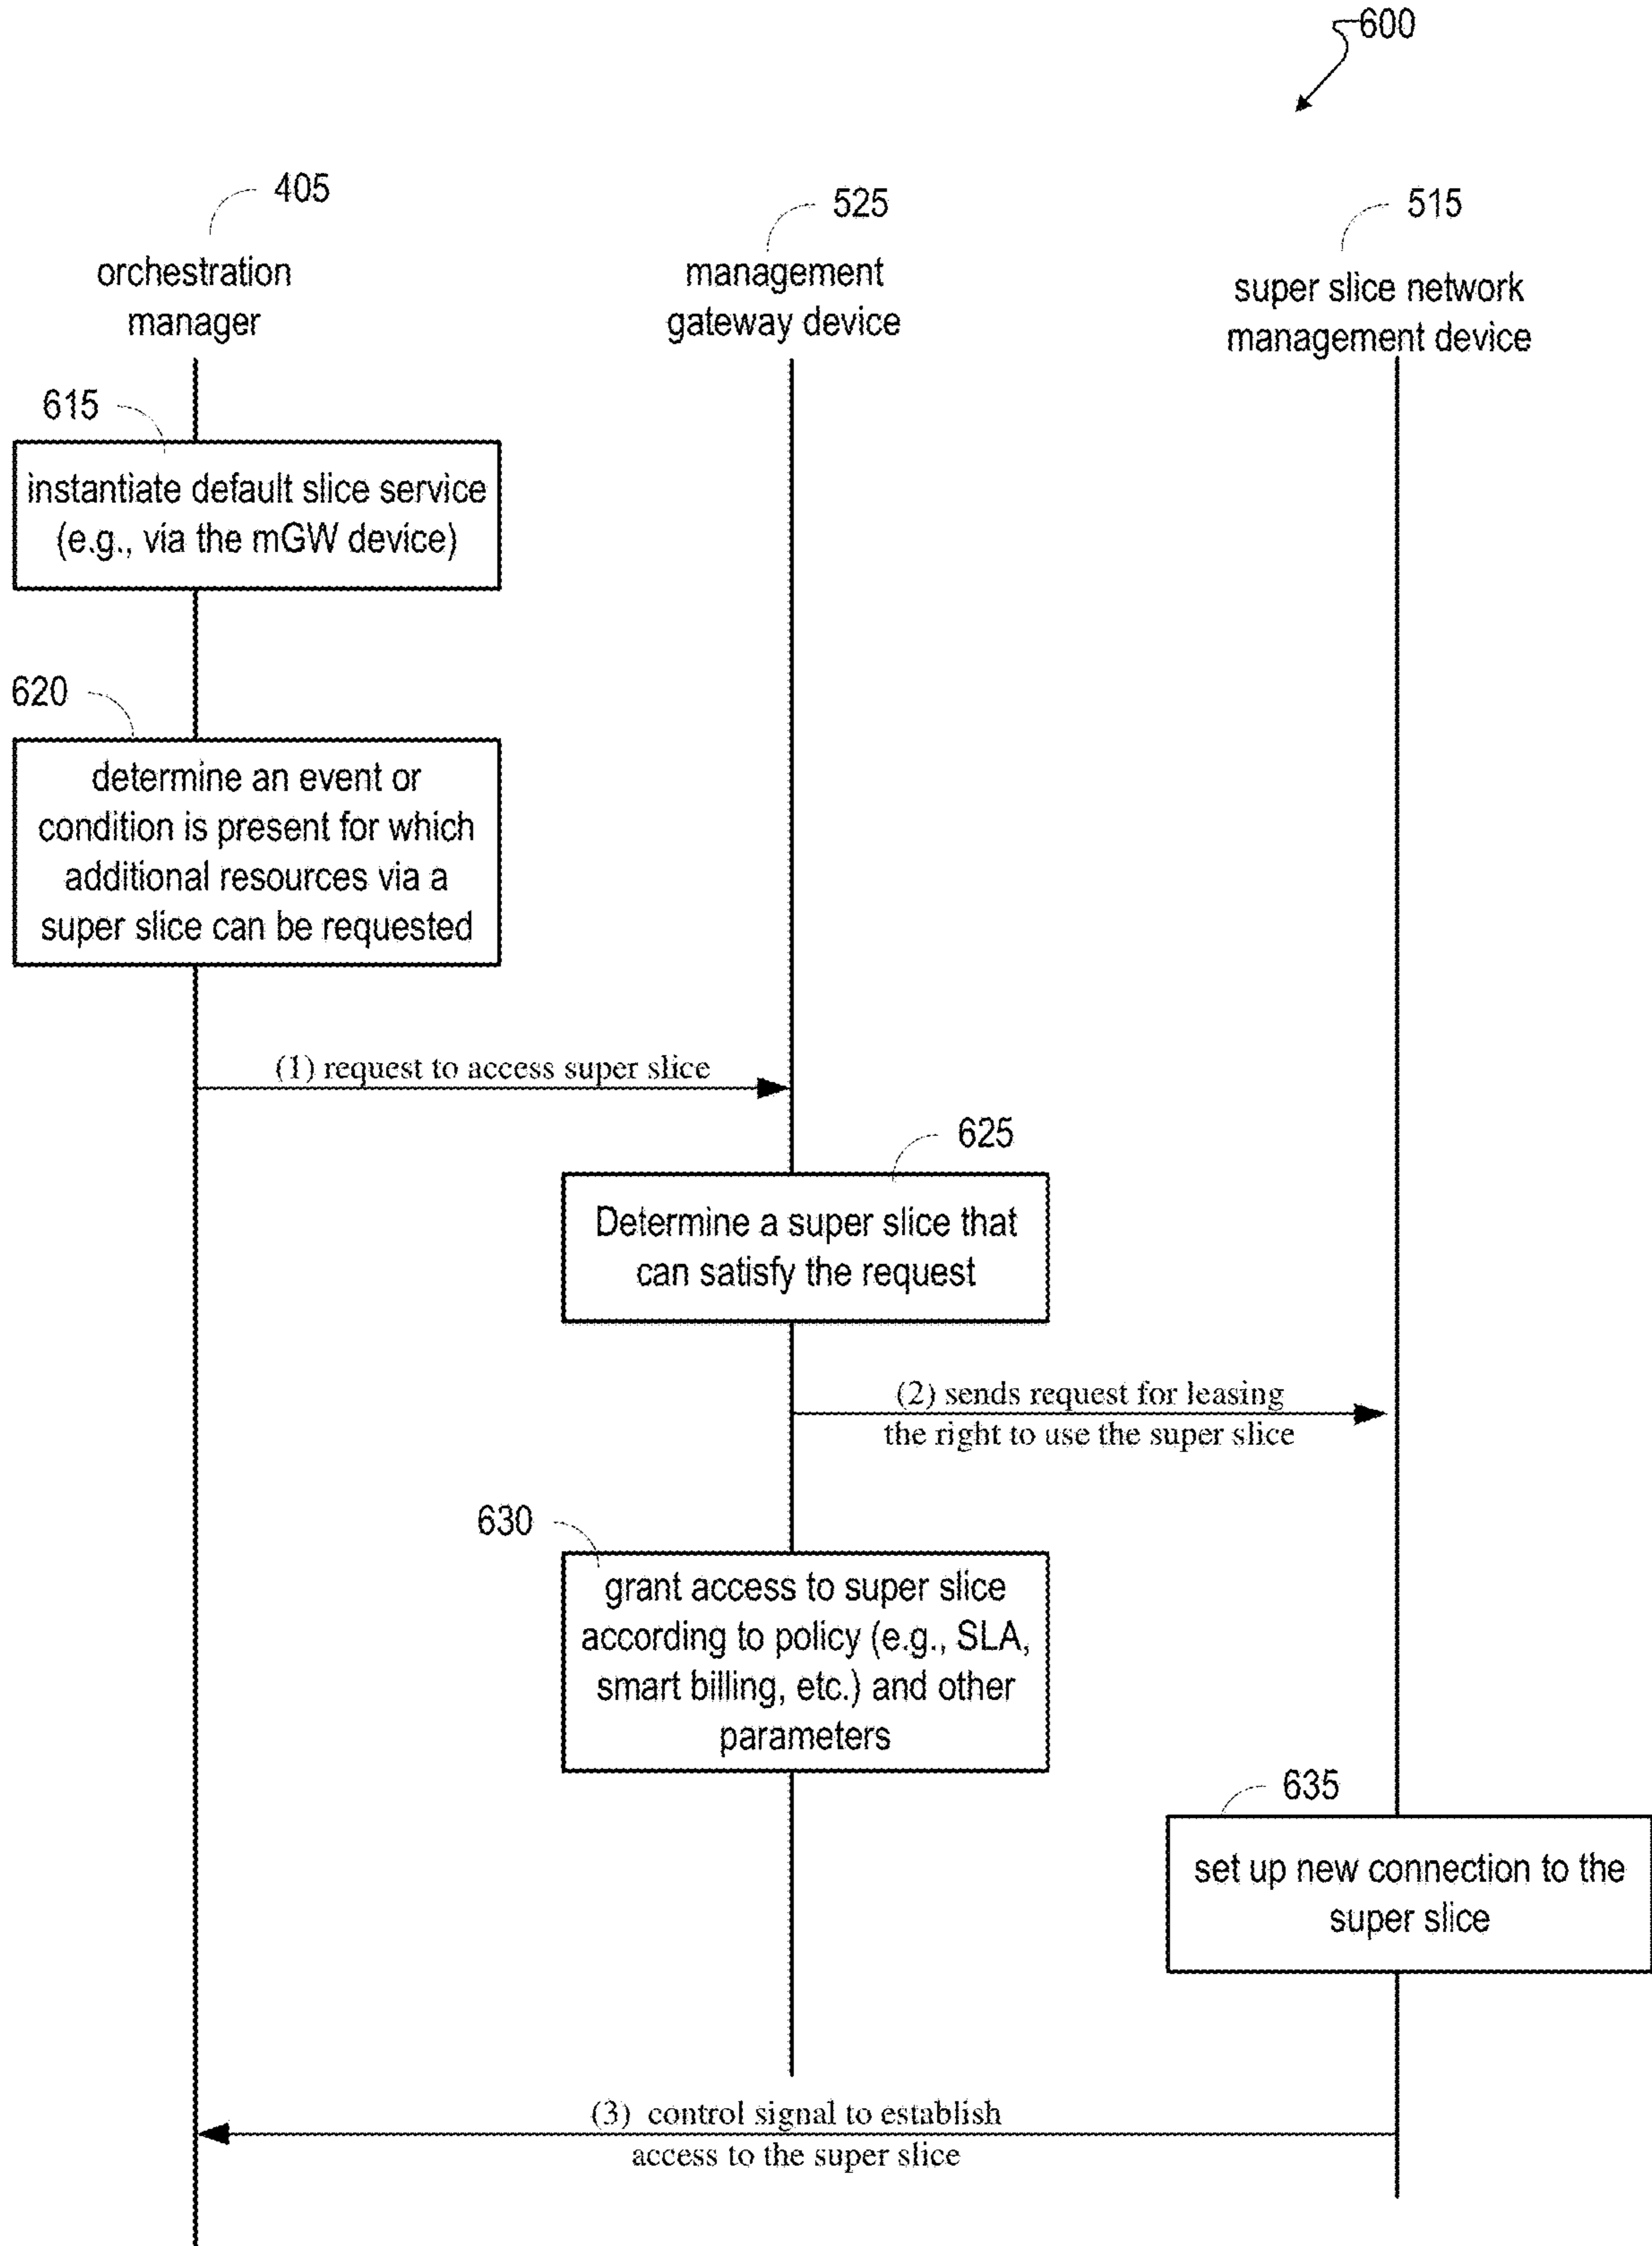 600
405
525
515
orchestration
manager
management
gateway device
super slice network
management device
615
instantiate default slice service
(e.g., via the mGW device)
620
determine an event or
condition is present for which
additional resources via a
super slice can be requested
(1) request to access super slice
625
Determine a super slice that
can satisfy the request
(2) sends request for leasing
the right to use the super slice
630
grant access to super slice
according to policy (e.g., SLA,
smart billing, etc.) and other
parameters
635
set up new connection to the
super slice
(3) control signal to establish
access to the super slice